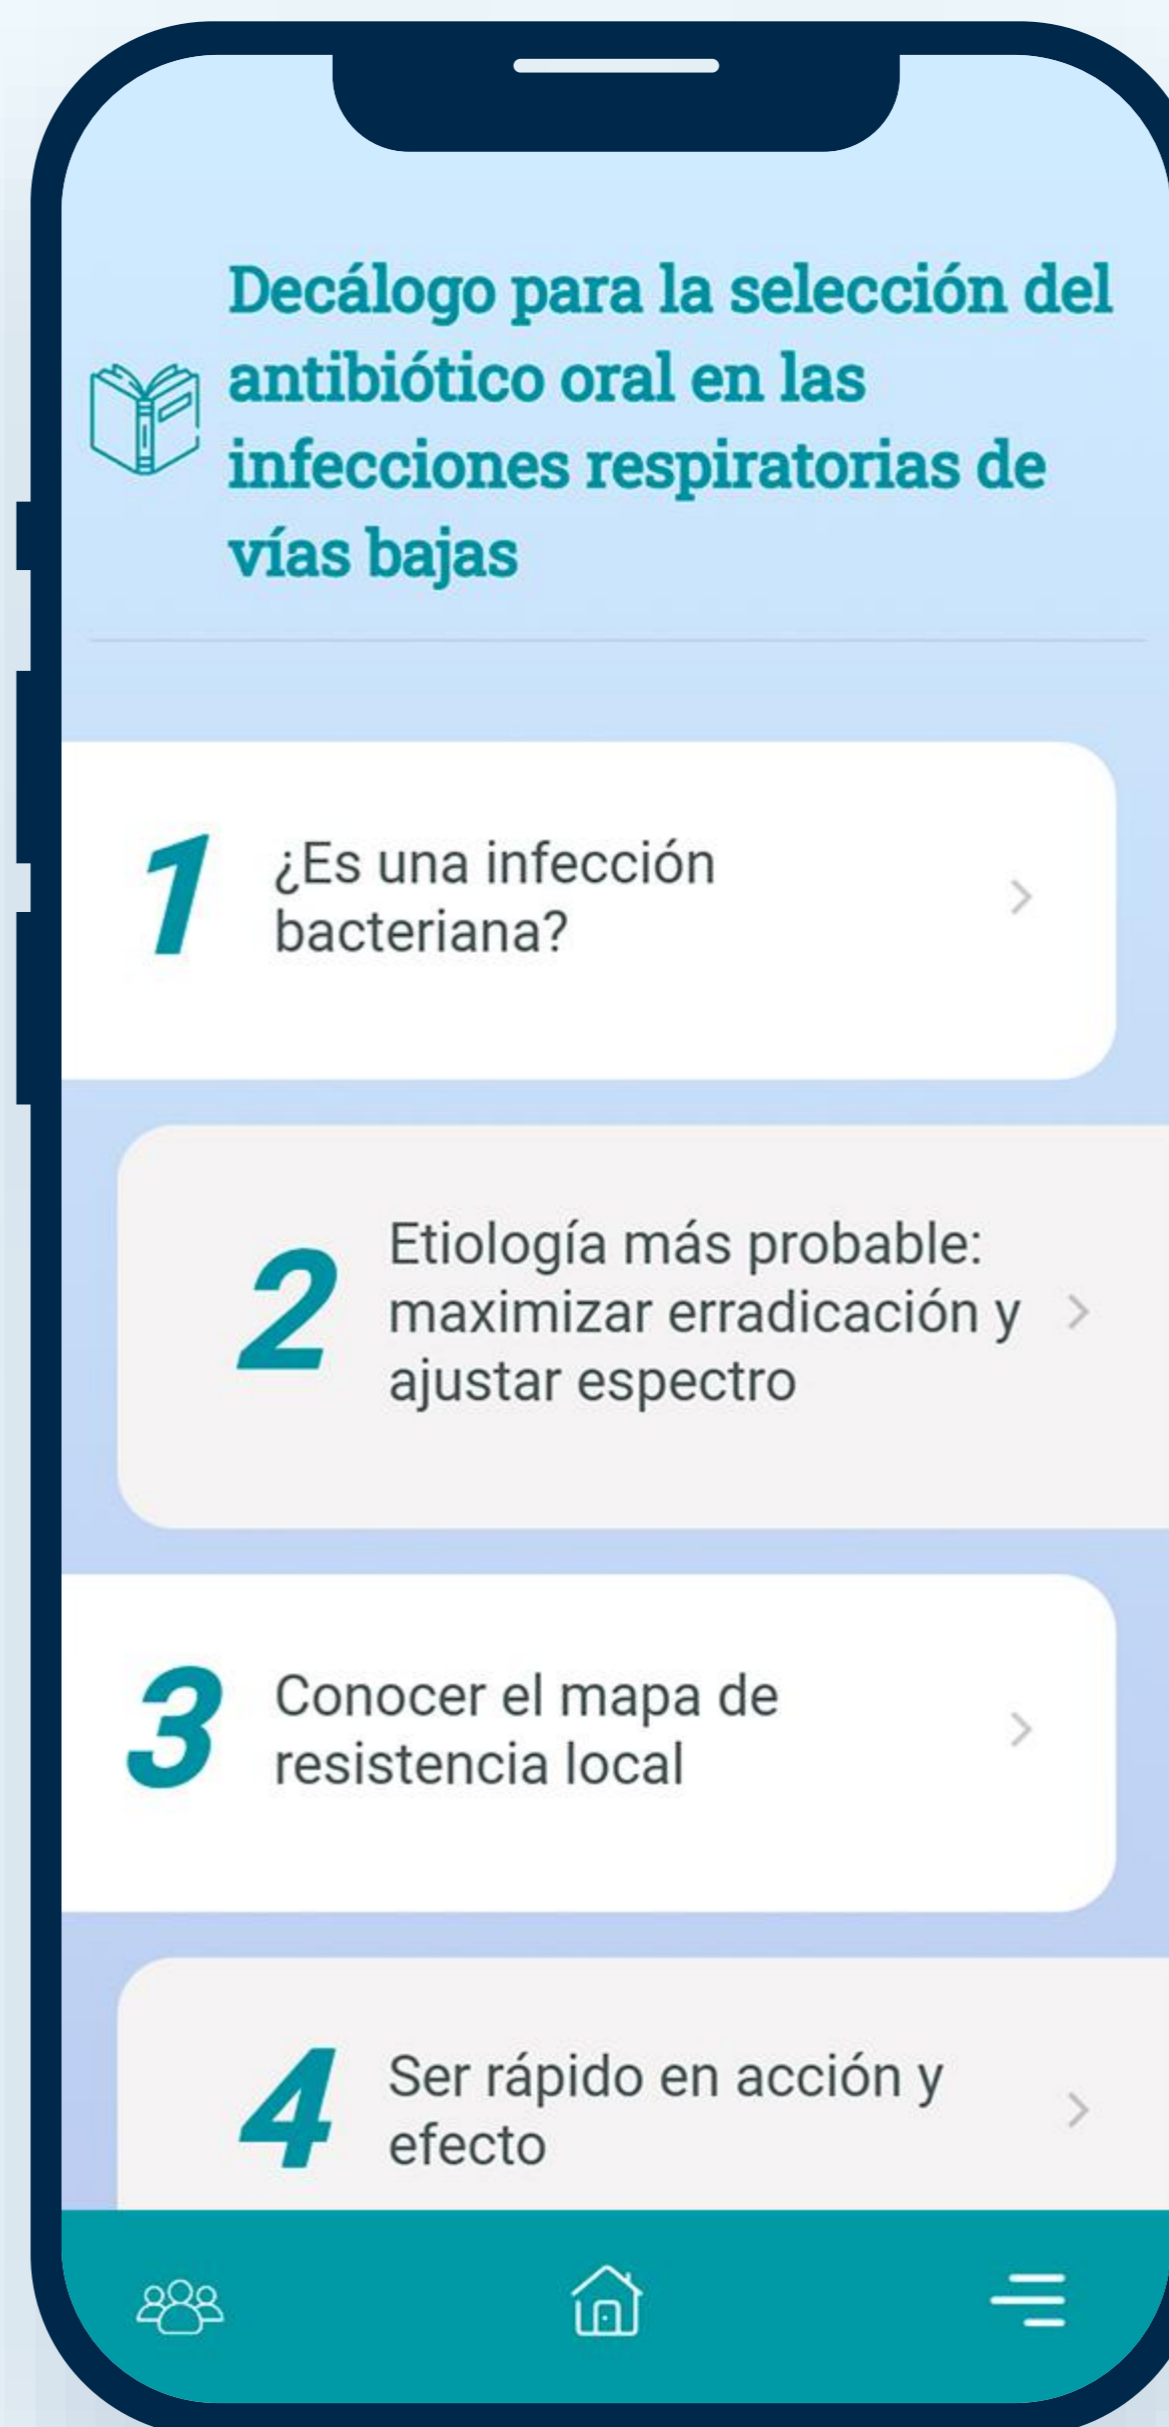 Decálogo para la selección del
antibiótico oral en las
infecciones respiratorias de
vías bajas
1
¿Es una infección
bacteriana?
2
Etiología más probable:
maximizar erradicación y
ajustar espectro
3
Conocer el mapa de
resistencia local
4
Ser rápido en acción y
efecto